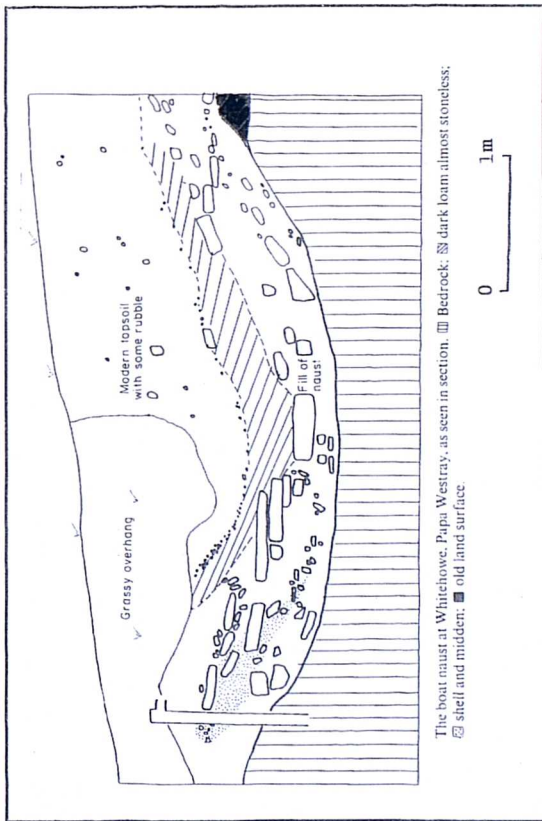 Grassy overhang
Modern topsoil
with some rubble
Fill of
naust
The boat naust at Whitehowe, Papa Westray, as seen in section. Bedrock; dark loam almost stoneless;
shell and midden; old land surface.
0 1m